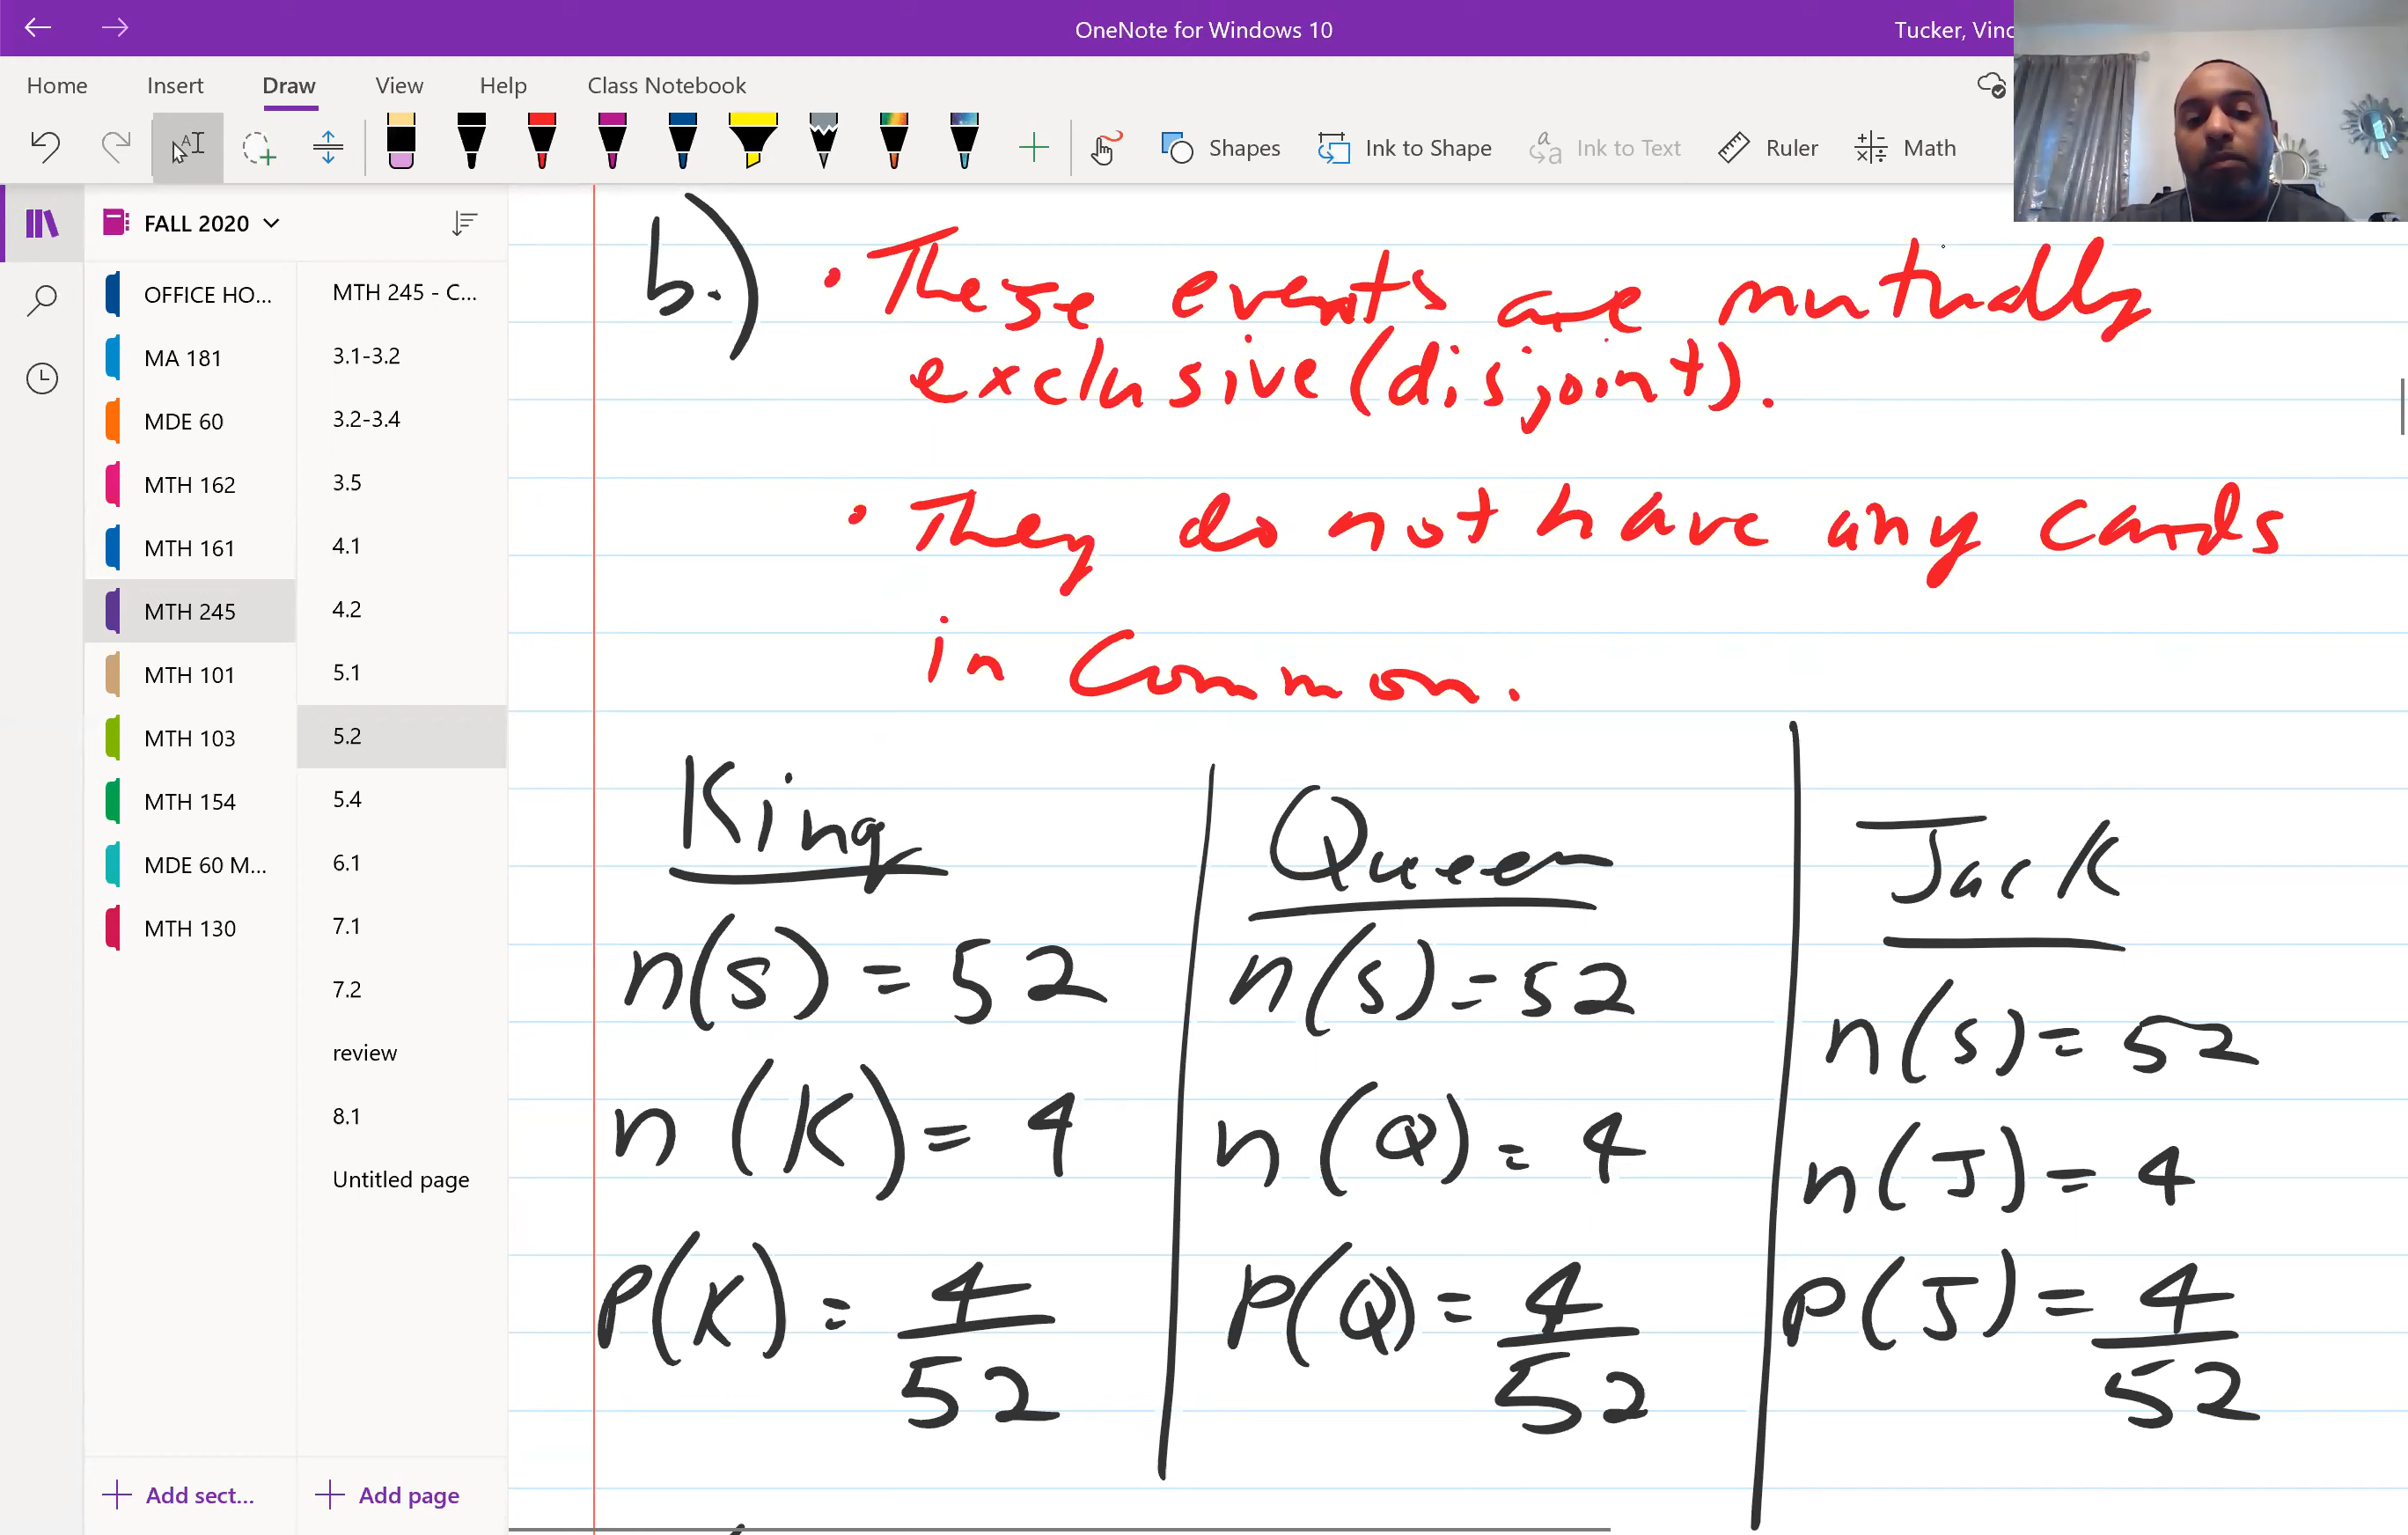 OneNote for Windows 10
Tucker, Vinc
Home Insert Draw View Help Class Notebook
Shapes Ink to Shape Ink to Text Ruler Math
FALL 2020
OFFICE HO...
MA 181
MDE 60
MTH 162
MTH 161
MTH 245
MTH 101
MTH 103
MTH 154
MDE 60 M...
MTH 130
Add sect...
MTH 245 - C...
3.1-3.2
3.2-3.4
3.5
4.1
4.2
5.1
5.2
5.4
6.1
7.1
7.2
review
8.1
Untitled page
Add page
b.) • These events are mutually
exclusive (disjoint).
• They do not have any cards
in common.
King
n(s) = 52
n(K) = 4
P(K) = 4/52
Queen
n(s) = 52
n(Q) = 4
P(Q) = 4/52
Jack
n(s) = 52
n(J) = 4
P(J) = 4/52